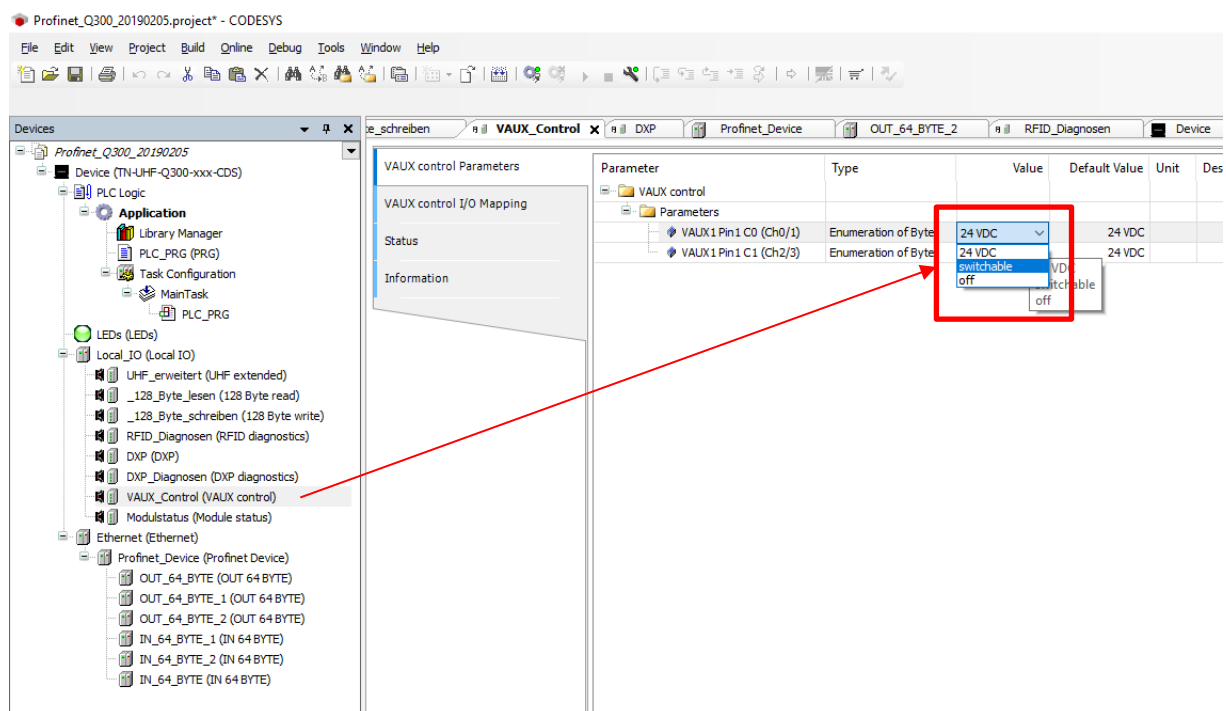 Profinet_Q300_20190205.project* - CODESYS
File Edit View Project Build Online Debug Tools Window Help
Devices
Profinet_Q300_20190205
Device (TN-UHF-Q300-xxx-CDS)
PLC Logic
Application
Library Manager
PLC_PRG (PRG)
Task Configuration
MainTask
PLC_PRG
LEDs (LEDs)
Local_IO (Local IO)
UHF_erweitert (UHF extended)
_128_Byte_lesen (128 Byte read)
_128_Byte_schreiben (128 Byte write)
RFID_Diagnosen (RFID diagnostics)
DXP (DXP)
DXP_Diagnosen (DXP diagnostics)
VAUX_Control (VAUX control)
Modulstatus (Module status)
Ethernet (Ethernet)
Profinet_Device (Profinet Device)
OUT_64_BYTE (OUT 64 BYTE)
OUT_64_BYTE_1 (OUT 64 BYTE)
OUT_64_BYTE_2 (OUT 64 BYTE)
IN_64_BYTE_1 (IN 64 BYTE)
IN_64_BYTE_2 (IN 64 BYTE)
IN_64_BYTE (IN 64 BYTE)
te_schreiben VAUX_Control DXP Profinet_Device OUT_64_BYTE_2 RFID_Diagnosen Device
VAUX control Parameters
VAUX control I/O Mapping
Status
Information
Parameter Type Value Default Value Unit Des
VAUX control
Parameters
VAUX1 Pin1 C0 (Ch0/1) Enumeration of Byte 24 VDC 24 VDC
VAUX1 Pin1 C1 (Ch2/3) Enumeration of Byte 24 VDC 24 VDC
switchable VDC
off itchable
off